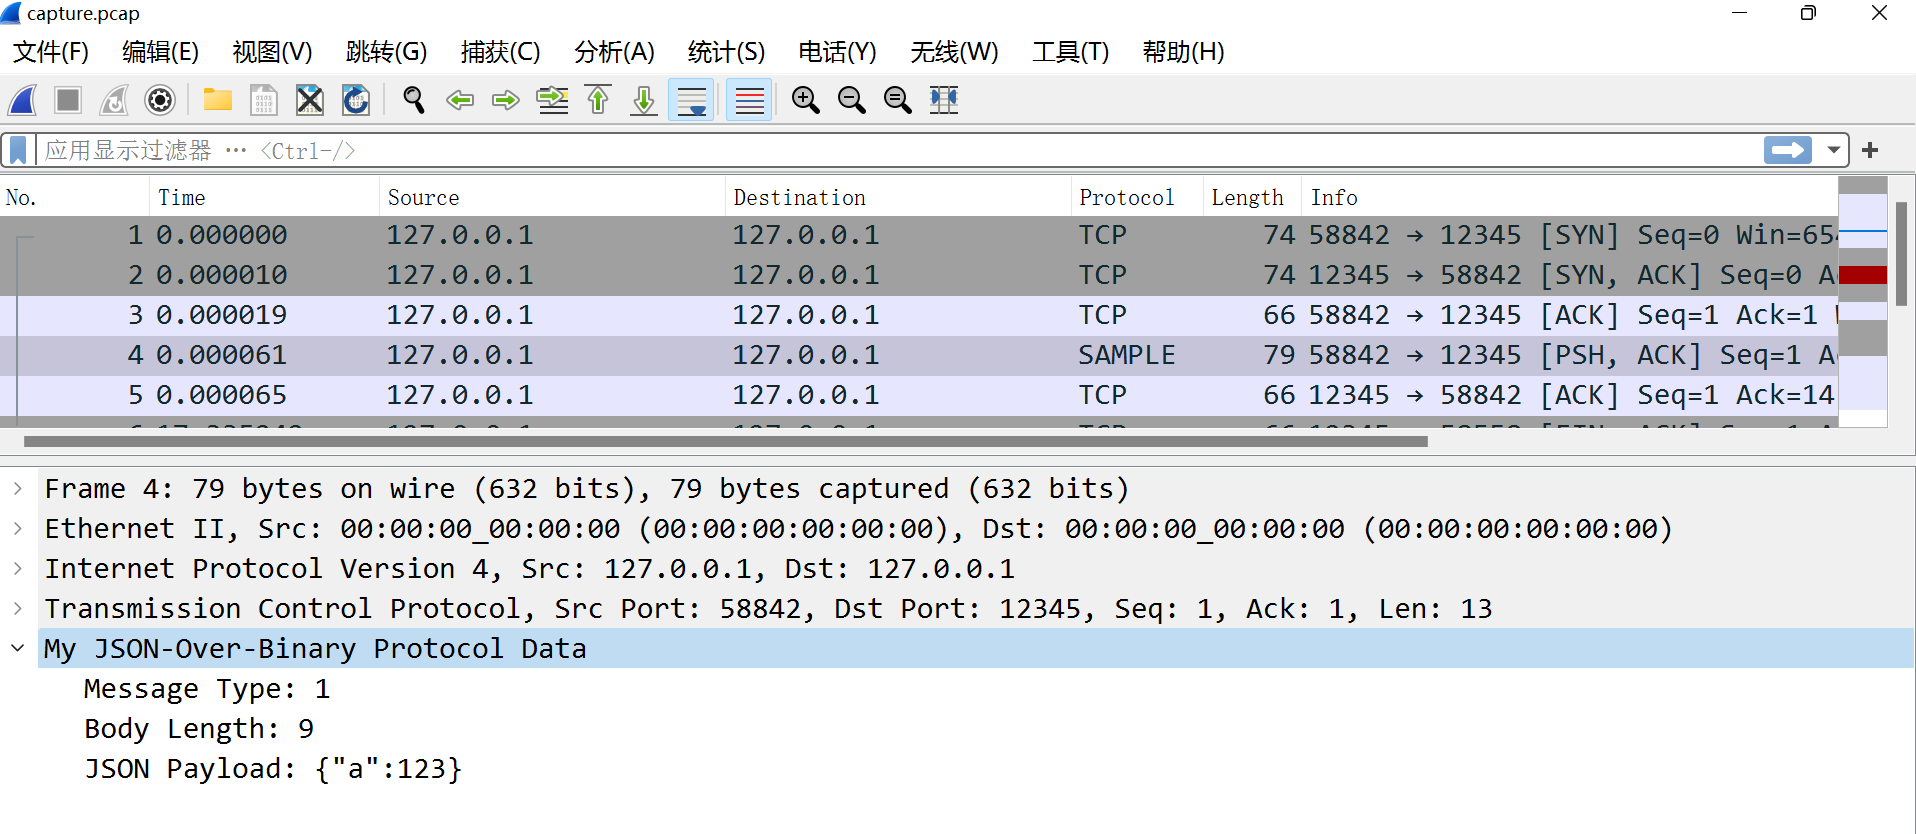 capture.pcap
文件(F) 编辑(E) 视图(V) 跳转(G) 捕获(C) 分析(A) 统计(S) 电话(Y) 无线(W) 工具(T) 帮助(H)
应用显示过滤器 … <Ctrl-/>
No. Time Source Destination Protocol Length Info
1 0.000000 127.0.0.1 127.0.0.1 TCP 74 58842 → 12345 [SYN] Seq=0 Win=654
2 0.000010 127.0.0.1 127.0.0.1 TCP 74 12345 → 58842 [SYN, ACK] Seq=0 A
3 0.000019 127.0.0.1 127.0.0.1 TCP 66 58842 → 12345 [ACK] Seq=1 Ack=1
4 0.000061 127.0.0.1 127.0.0.1 SAMPLE 79 58842 → 12345 [PSH, ACK] Seq=1 A
5 0.000065 127.0.0.1 127.0.0.1 TCP 66 12345 → 58842 [ACK] Seq=1 Ack=14
Frame 4: 79 bytes on wire (632 bits), 79 bytes captured (632 bits)
Ethernet II, Src: 00:00:00_00:00:00 (00:00:00:00:00:00), Dst: 00:00:00_00:00:00 (00:00:00:00:00:00)
Internet Protocol Version 4, Src: 127.0.0.1, Dst: 127.0.0.1
Transmission Control Protocol, Src Port: 58842, Dst Port: 12345, Seq: 1, Ack: 1, Len: 13
My JSON-Over-Binary Protocol Data
Message Type: 1
Body Length: 9
JSON Payload: {"a":123}